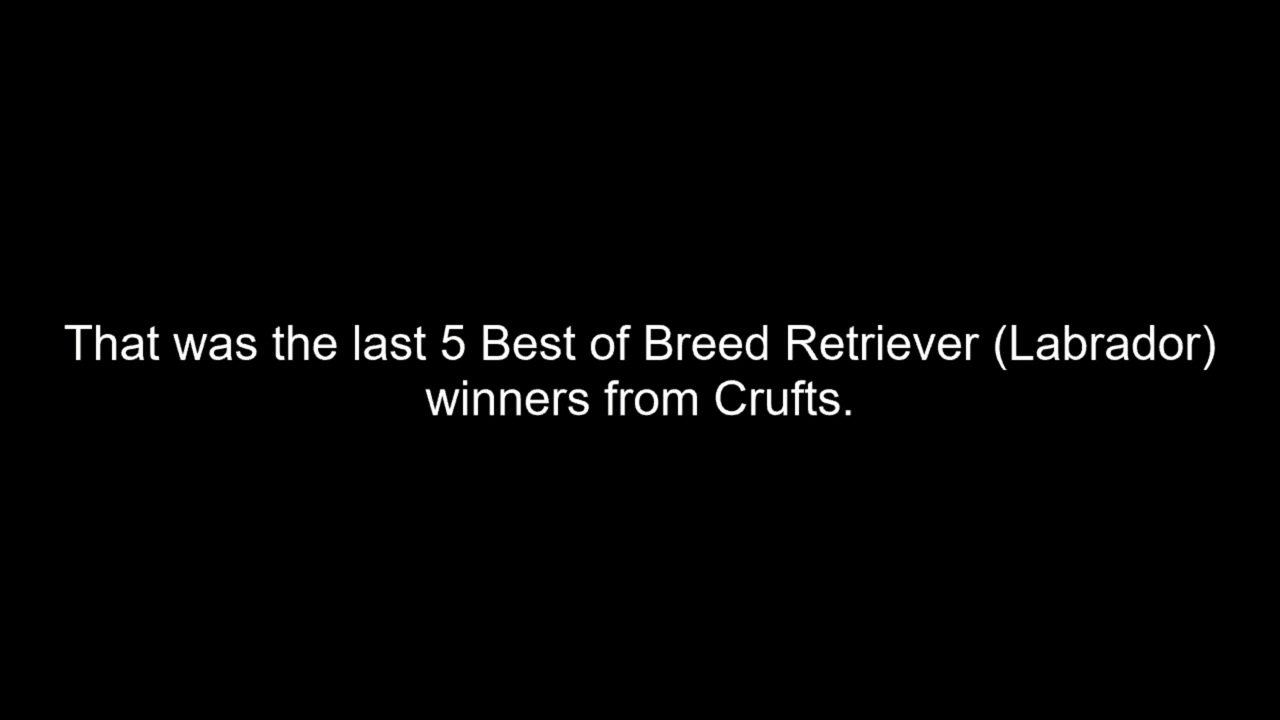 That was the last 5 Best of Breed Retriever (Labrador)
winners from Crufts.